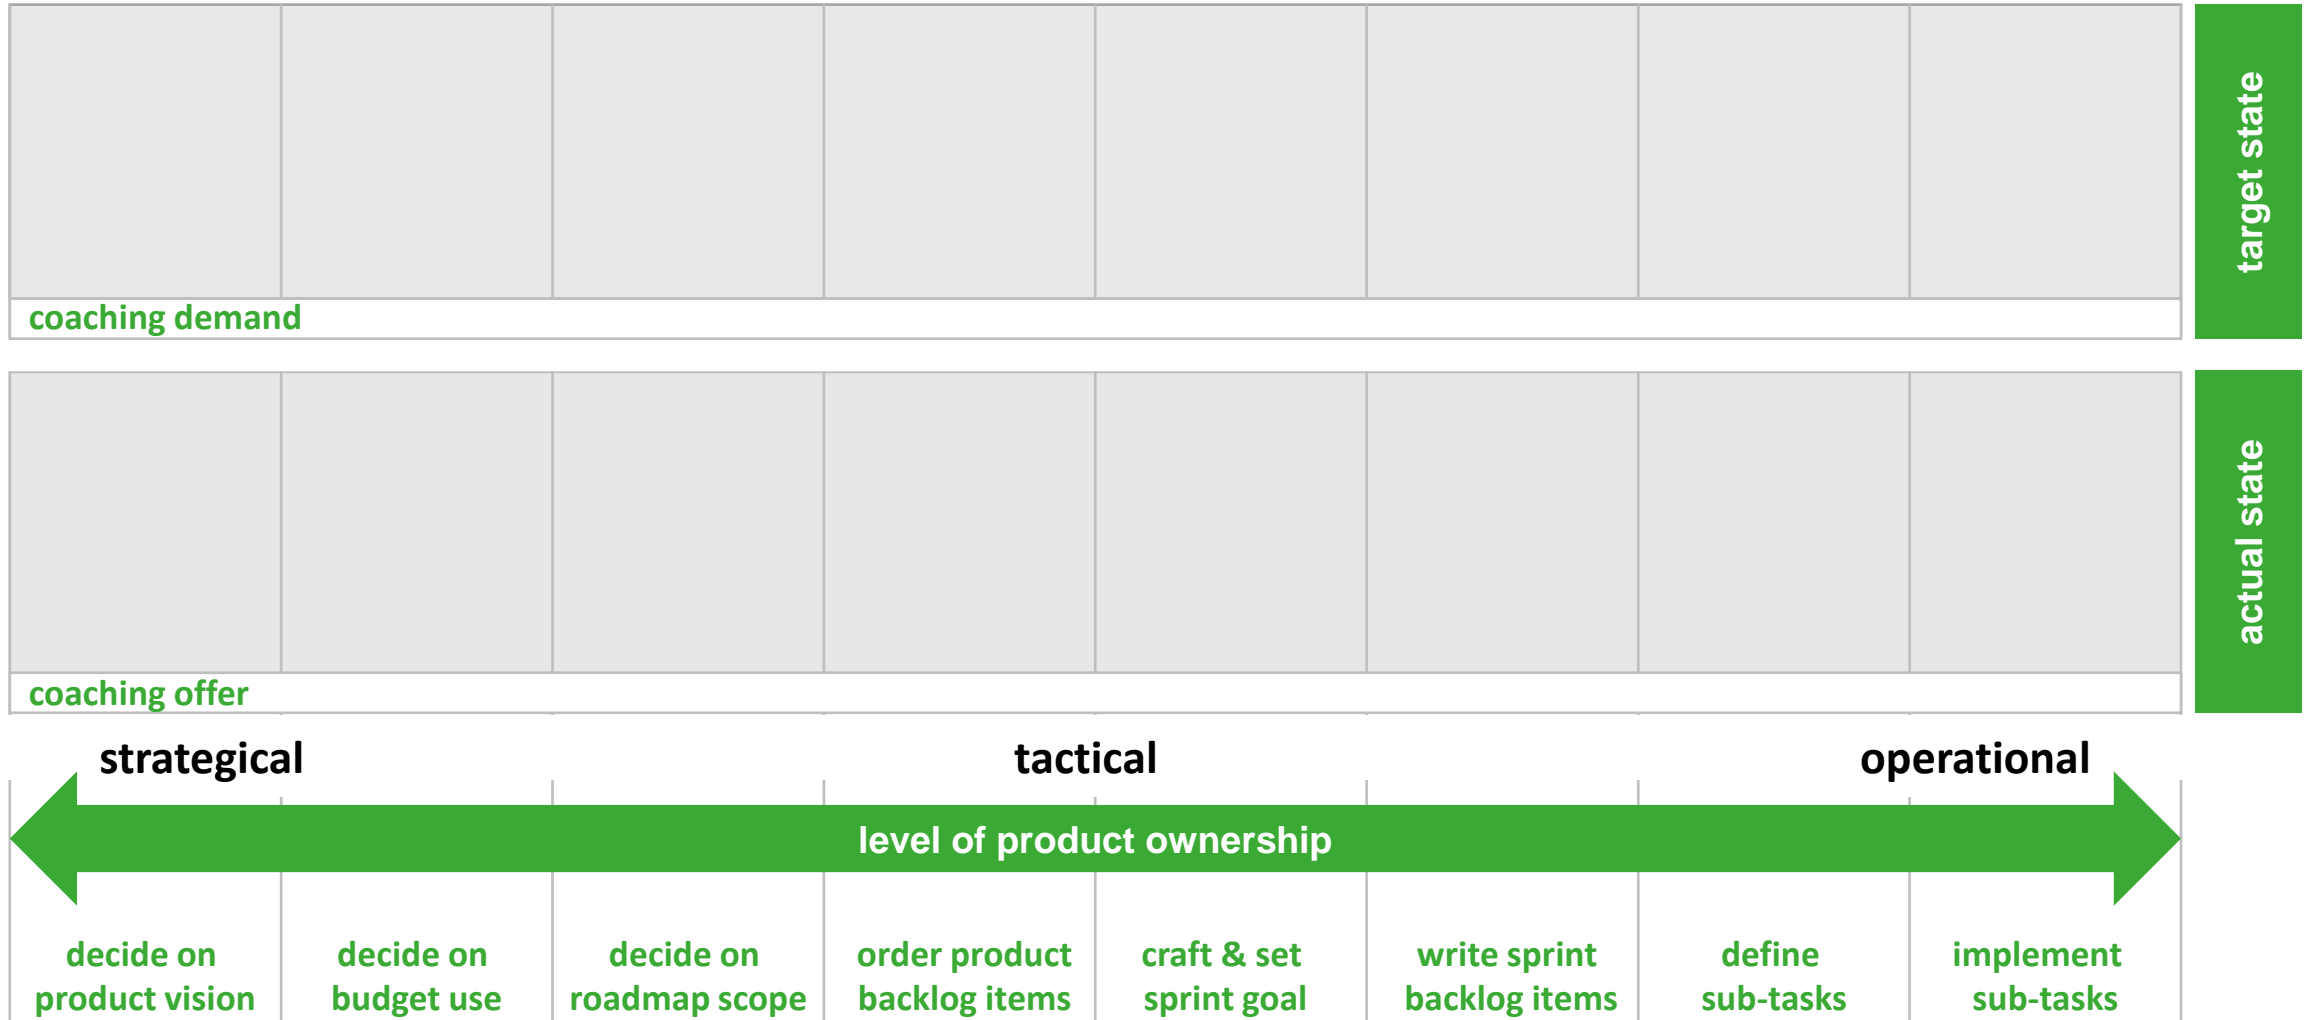 target state
coaching demand
actual state
coaching offer
strategical
tactical
operational
level of product ownership
decide on
product vision
decide on
budget use
decide on
roadmap scope
order product
backlog items
craft & set
sprint goal
write sprint
backlog items
define
sub-tasks
implement
sub-tasks